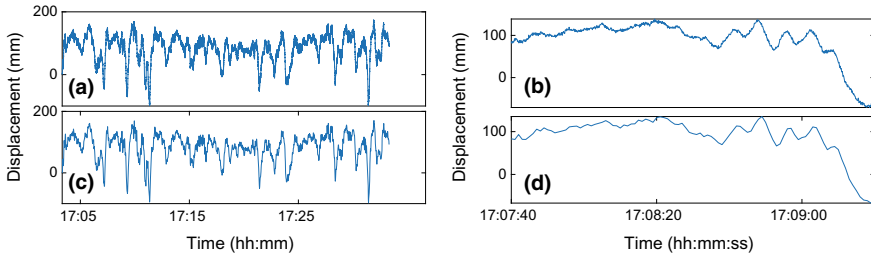 200
0
(a)
200
0
(c)
Displacement (mm)
17:05
17:15
17:25
Time (hh:mm)
100
0
(b)
100
0
(d)
Displacement (mm)
17:07:40
17:08:20
17:09:00
Time (hh:mm:ss)